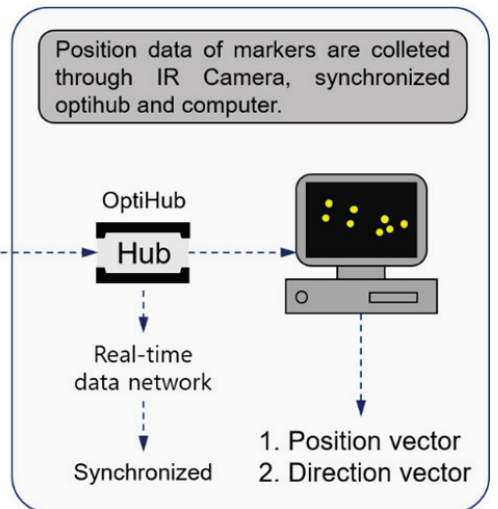 Position data of markers are colleted
through IR Camera, synchronized
optihub and computer.
OptiHub
Hub
Real-time
data network
Synchronized
1. Position vector
2. Direction vector